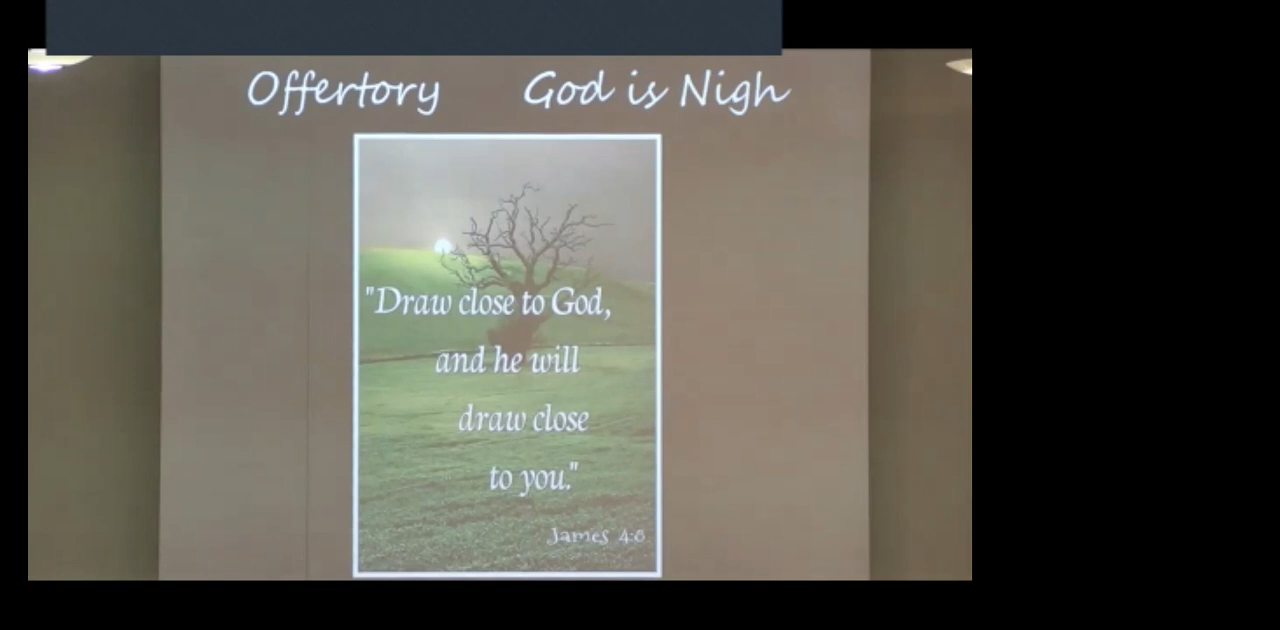 Offertory God is Nigh
"Draw close to God,
and he will
draw close
to you."
James 4:8